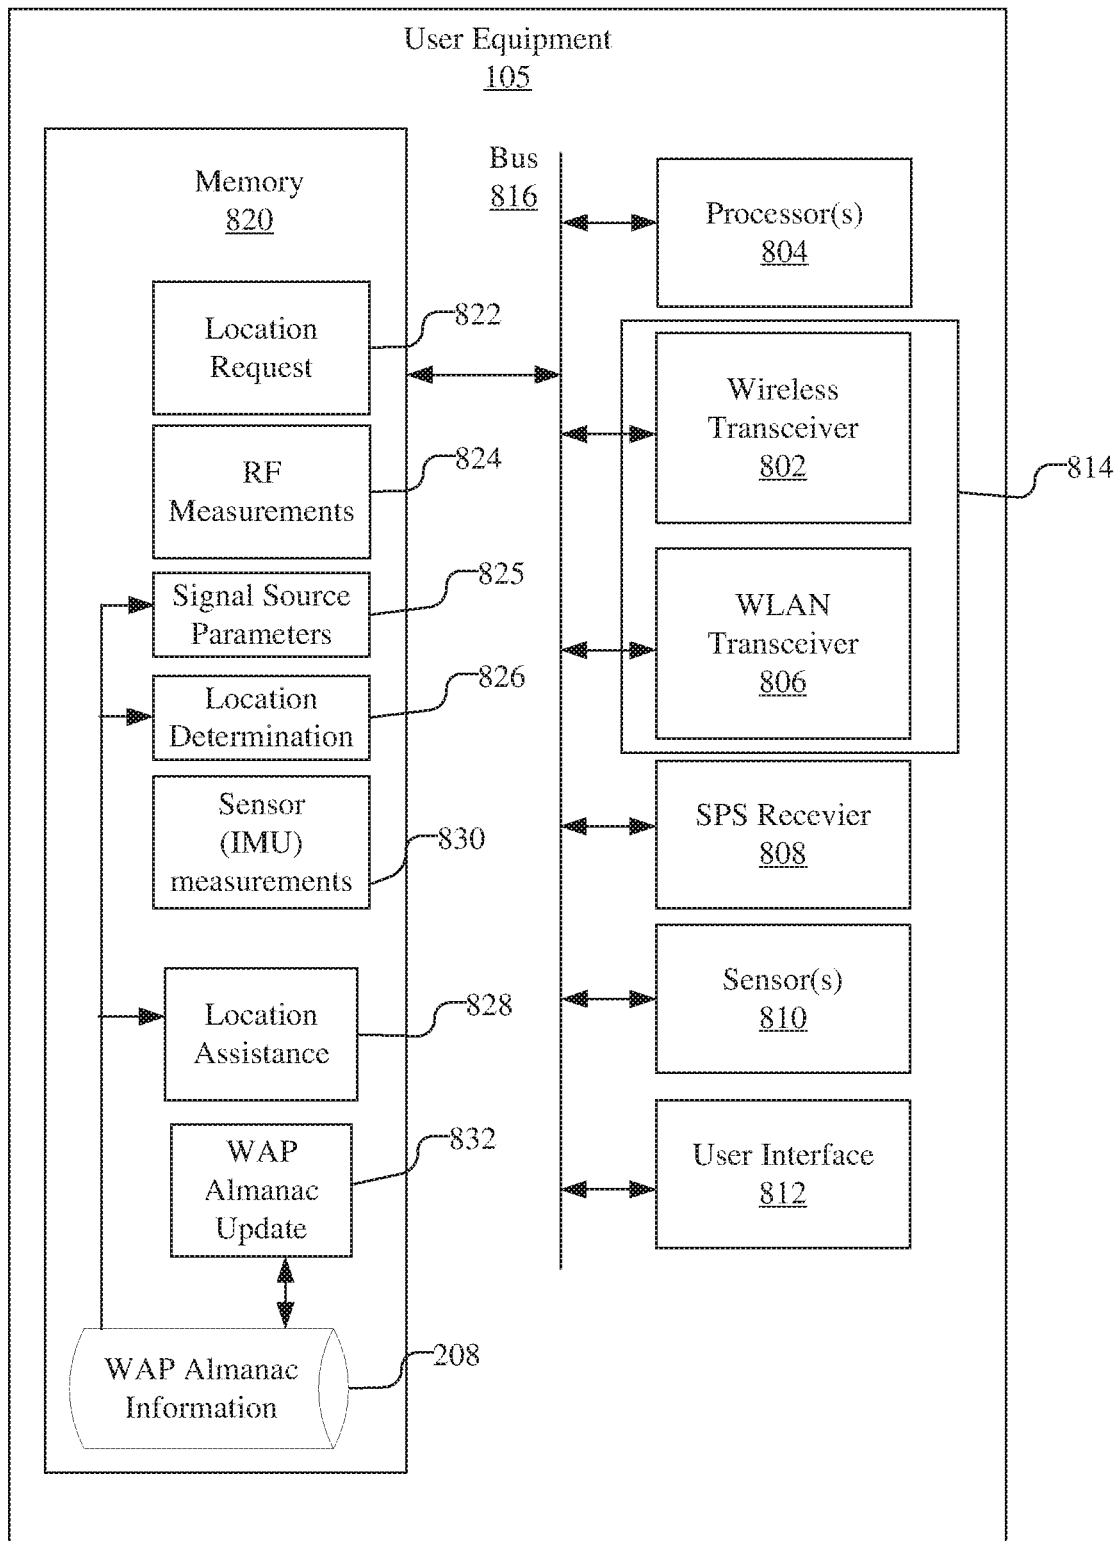 User Equipment
105
Memory
820
Location
Request
822
RF
Measurements
824
Signal Source
Parameters
825
Location
Determination
826
Sensor
(IMU)
measurements
830
Location
Assistance
828
WAP
Almanac
Update
832
WAP Almanac
Information
208
Bus
816
Processor(s)
804
Wireless
Transceiver
802
814
WLAN
Transceiver
806
SPS Recevier
808
Sensor(s)
810
User Interface
812